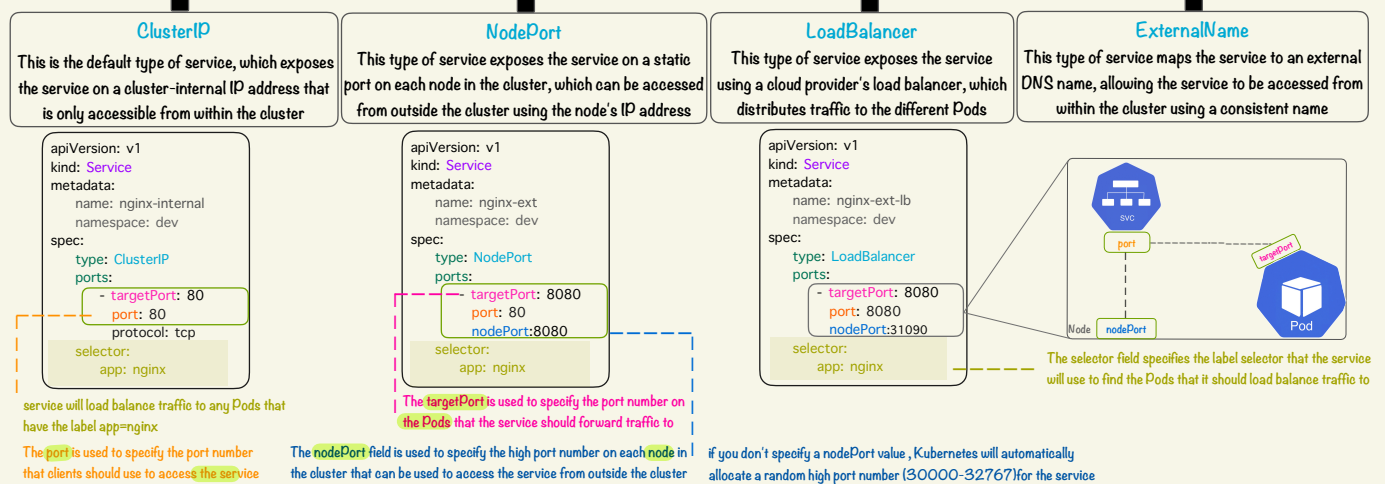 ClusterIP
This is the default type of service, which exposes
the service on a cluster-internal IP address that
is only accessible from within the cluster
NodePort
This type of service exposes the service on a static
port on each node in the cluster, which can be accessed
from outside the cluster using the node's IP address
LoadBalancer
This type of service exposes the service
using a cloud provider's load balancer, which
distributes traffic to the different Pods
ExternalName
This type of service maps the service to an external
DNS name, allowing the service to be accessed from
within the cluster using a consistent name
apiVersion: v1
kind: Service
metadata:
name: nginx-internal
namespace: dev
spec:
type: ClusterIP
ports:
- targetPort: 80
port: 80
protocol: tcp
selector:
app: nginx
apiVersion: v1
kind: Service
metadata:
name: nginx-ext
namespace: dev
spec:
type: NodePort
ports:
- targetPort: 8080
port: 80
nodePort:8080
selector:
app: nginx
apiVersion: v1
kind: Service
metadata:
name: nginx-ext-lb
namespace: dev
spec:
type: LoadBalancer
ports:
- targetPort: 8080
port: 8080
nodePort:31090
selector:
app: nginx
svc
port
targetPort
Pod
Node
nodePort
The selector field specifies the label selector that the service
will use to find the Pods that it should load balance traffic to
service will load balance traffic to any Pods that
have the label app=nginx
The port is used to specify the port number
that clients should use to access the service
The targetPort is used to specify the port number on
the Pods that the service should forward traffic to
The nodePort field is used to specify the high port number on each node in
the cluster that can be used to access the service from outside the cluster
if you don't specify a nodePort value , Kubernetes will automatically
allocate a random high port number (30000-32767)for the service